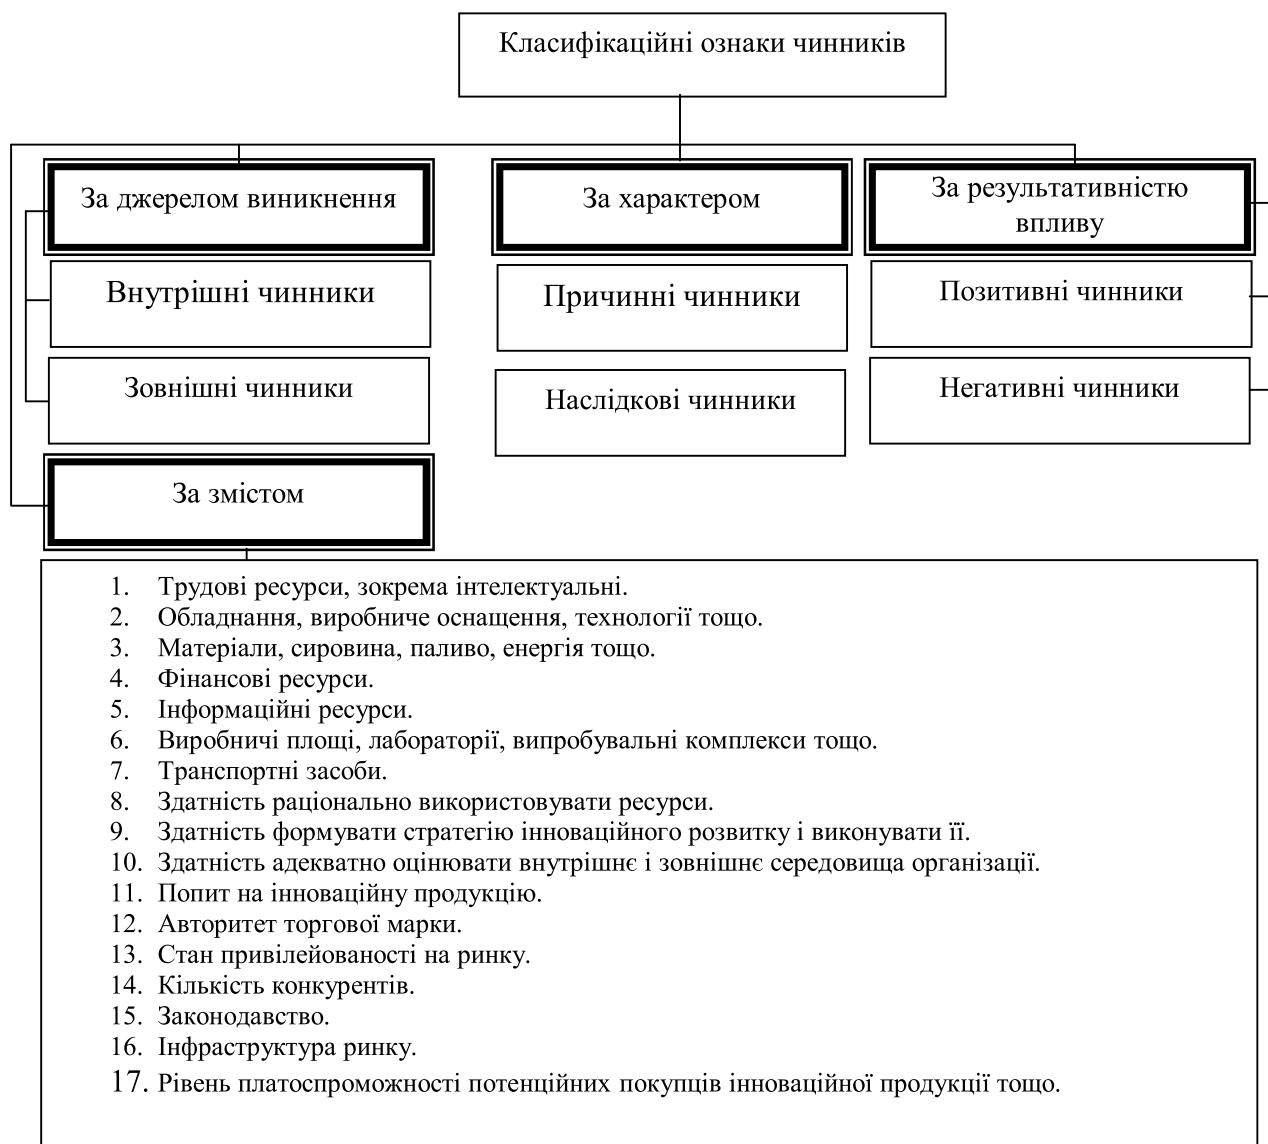 Класифікаційні ознаки чинників
За джерелом виникнення
За характером
За результативністю
впливу
Внутрішні чинники
Причинні чинники
Позитивні чинники
Зовнішні чинники
Наслідкові чинники
Негативні чинники
За змістом
1. Трудові ресурси, зокрема інтелектуальні.
2. Обладнання, виробниче оснащення, технології тощо.
3. Матеріали, сировина, паливо, енергія тощо.
4. Фінансові ресурси.
5. Інформаційні ресурси.
6. Виробничі площі, лабораторії, випробувальні комплекси тощо.
7. Транспортні засоби.
8. Здатність раціонально використовувати ресурси.
9. Здатність формувати стратегію інноваційного розвитку і виконувати її.
10. Здатність адекватно оцінювати внутрішнє і зовнішнє середовища організації.
11. Попит на інноваційну продукцію.
12. Авторитет торгової марки.
13. Стан привілейованості на ринку.
14. Кількість конкурентів.
15. Законодавство.
16. Інфраструктура ринку.
17. Рівень платоспроможності потенційних покупців інноваційної продукції тощо.